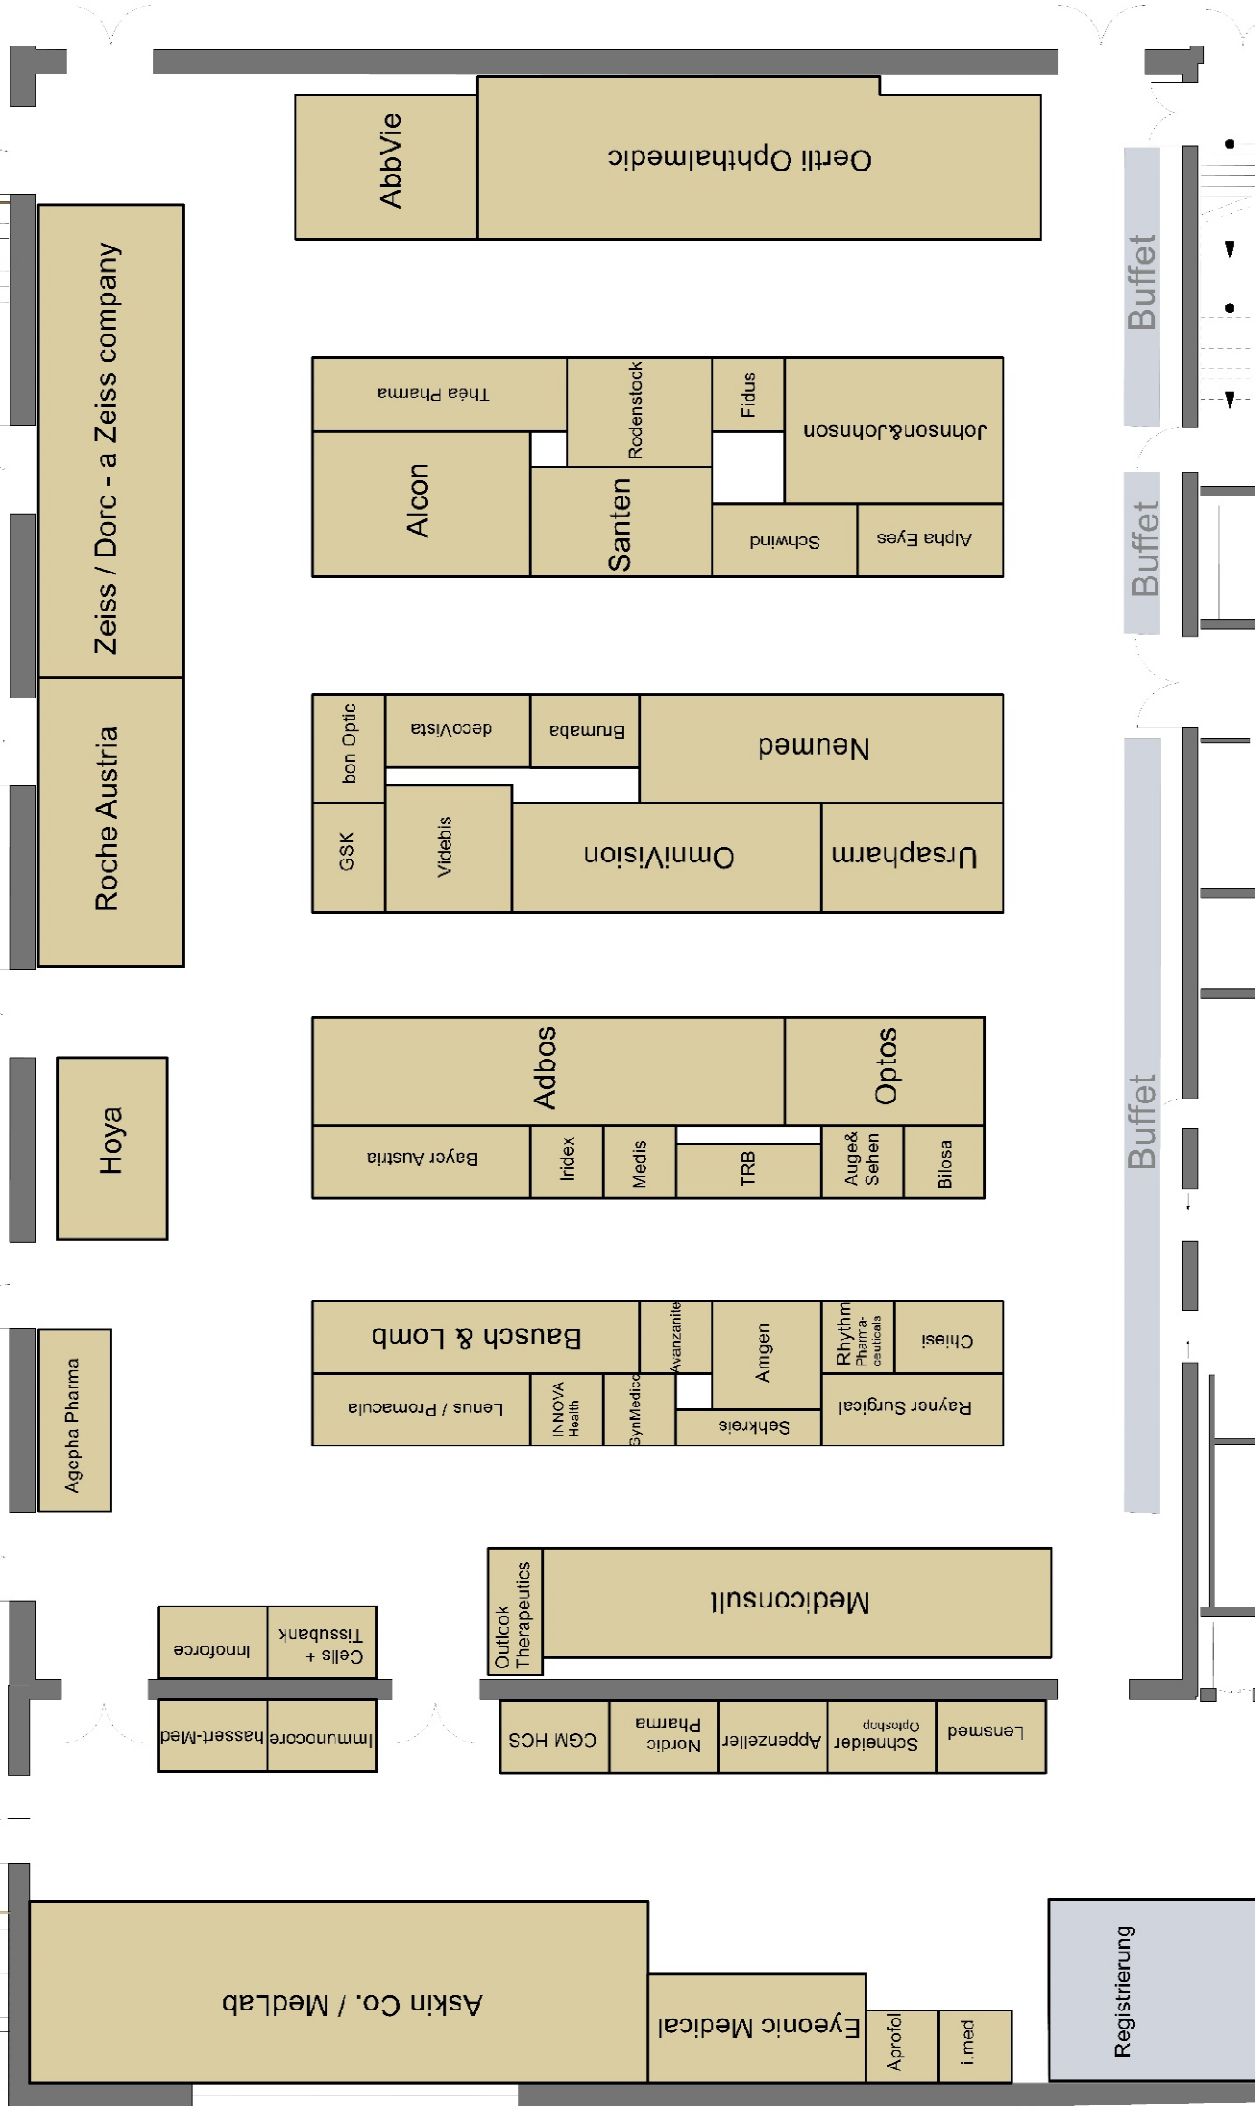 AbbVie
Oertli Ophthalmedic
Zeiss / Dorc - a Zeiss company
Buffet
Théa Pharma
Rodenstock
Fidus
Johnson&Johnson
Alcon
Santen
Schwind
Alpha Eyes
Buffet
Roche Austria
bon Optic
decoVista
Brumaba
Neumed
GSK
Videbis
OmniVision
Ursapharm
Hoya
Adbos
Optos
Buffet
Bayer Austria
Iridex
Medis
TRB
Auge&
Sehen
Bilosa
Agepha Pharma
Bausch & Lomb
Avanzanite
Amgen
Rhythm
Pharma-
ceuticals
Chiesi
Lenus / Promacula
INNOVA
Health
SynMedico
Sehkreis
Rayner Surgical
Outlook
Therapeutics
Mediconsult
Innoforce
Cells +
Tissubank
hassert-Med
Immunocore
CGM HCS
Nordic
Pharma
Appenzeller
Schneider
Optoshop
Lensmed
Askin Co. / MedLab
Eyeonic Medical
Aprofol
i.med
Registrierung